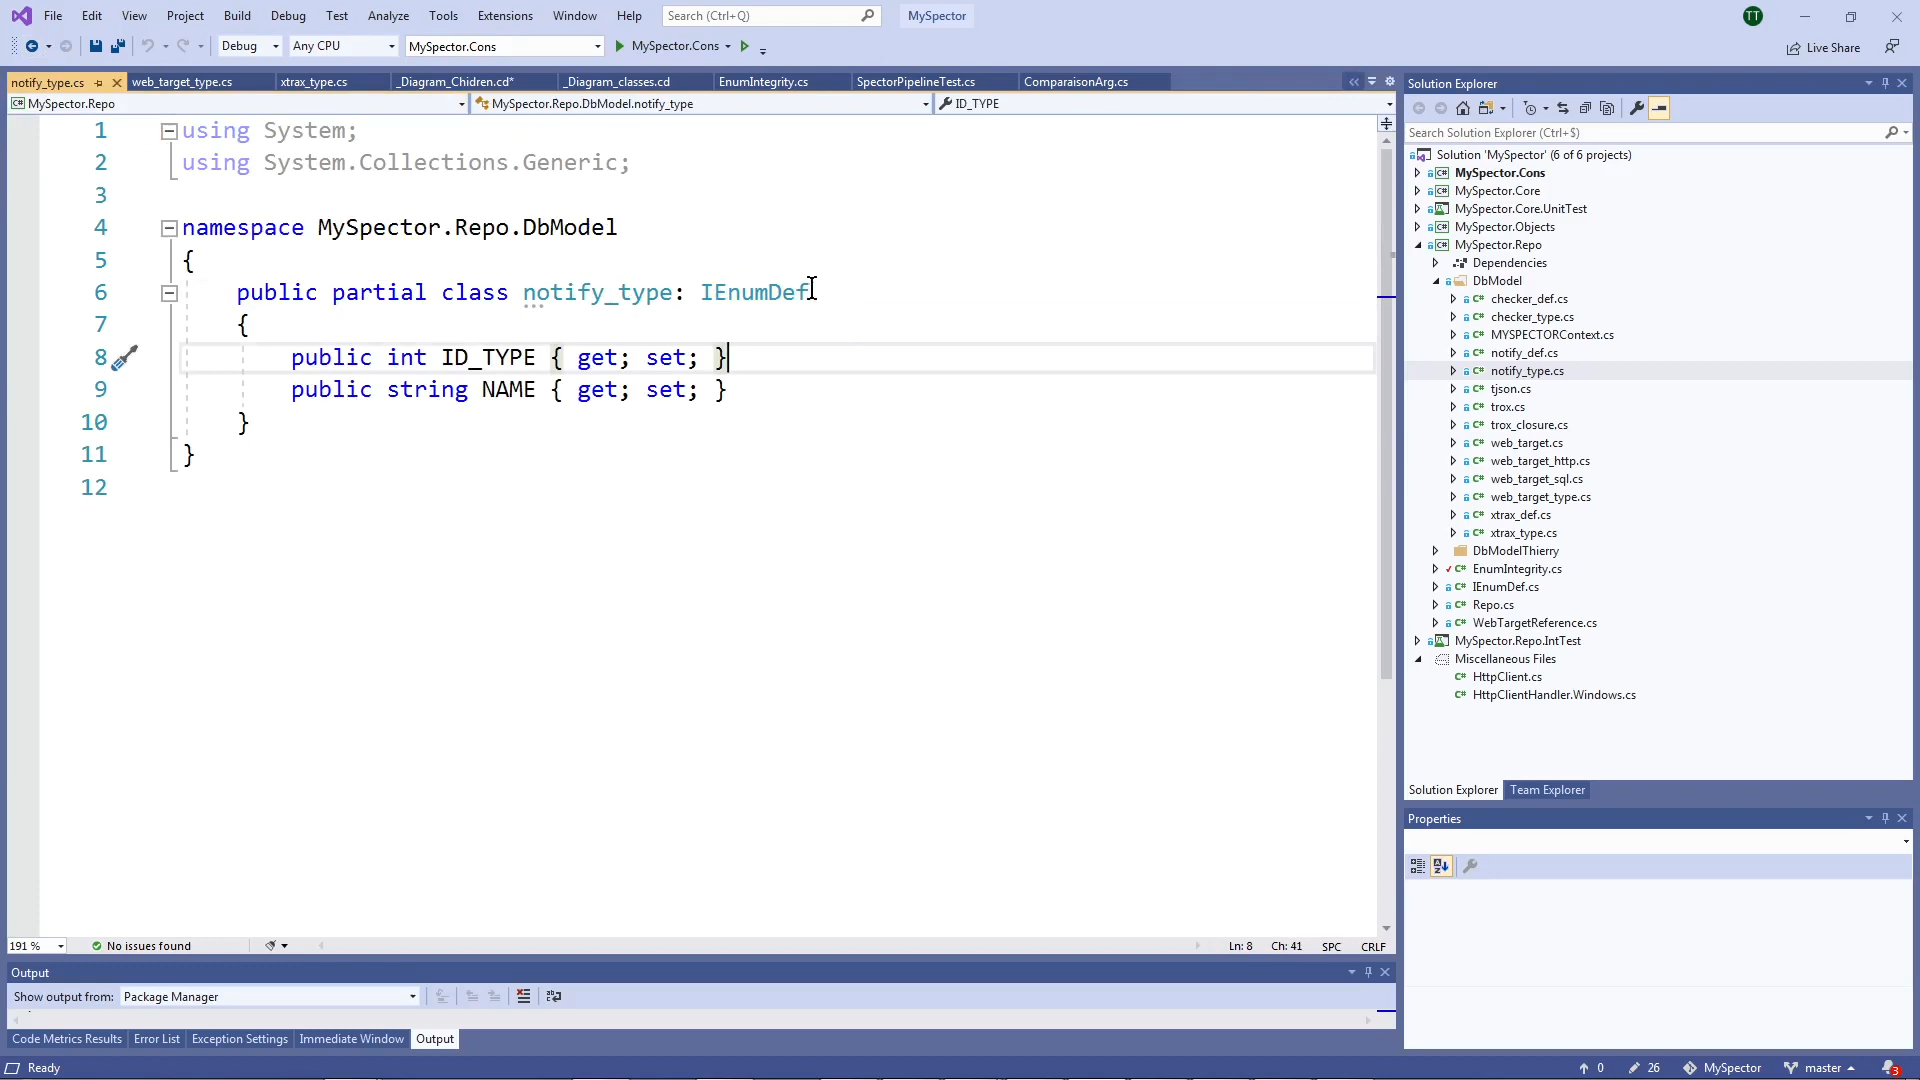 File Edit View Project Build Debug Test Analyze Tools Extensions Window Help Search (Ctrl+Q) MySpector TT
Debug Any CPU MySpector.Cons MySpector.Cons Live Share
notify_type.cs web_target_type.cs xtrax_type.cs _Diagram_Chidren.cd* _Diagram_classes.cd EnumIntegrity.cs SpectorPipelineTest.cs ComparaisonArg.cs
MySpector.Repo MySpector.Repo.DbModel.notify_type ID_TYPE
1 using System;
2 using System.Collections.Generic;
3
4 namespace MySpector.Repo.DbModel
5 {
6 public partial class notify_type: IEnumDef
7 {
8 public int ID_TYPE { get; set; }
9 public string NAME { get; set; }
10 }
11 }
12
191 % No issues found Ln: 8 Ch: 41 SPC CRLF
Output
Show output from: Package Manager
Code Metrics Results Error List Exception Settings Immediate Window Output
Solution Explorer
Search Solution Explorer (Ctrl+$)
Solution 'MySpector' (6 of 6 projects)
MySpector.Cons
MySpector.Core
MySpector.Core.UnitTest
MySpector.Objects
MySpector.Repo
Dependencies
DbModel
checker_def.cs
checker_type.cs
MYSPECTORContext.cs
notify_def.cs
notify_type.cs
tjson.cs
trox.cs
trox_closure.cs
web_target.cs
web_target_http.cs
web_target_sql.cs
web_target_type.cs
xtrax_def.cs
xtrax_type.cs
DbModelThierry
EnumIntegrity.cs
IEnumDef.cs
Repo.cs
WebTargetReference.cs
MySpector.Repo.IntTest
Miscellaneous Files
HttpClient.cs
HttpClientHandler.Windows.cs
Solution Explorer Team Explorer
Properties
Ready 0 26 MySpector master 3